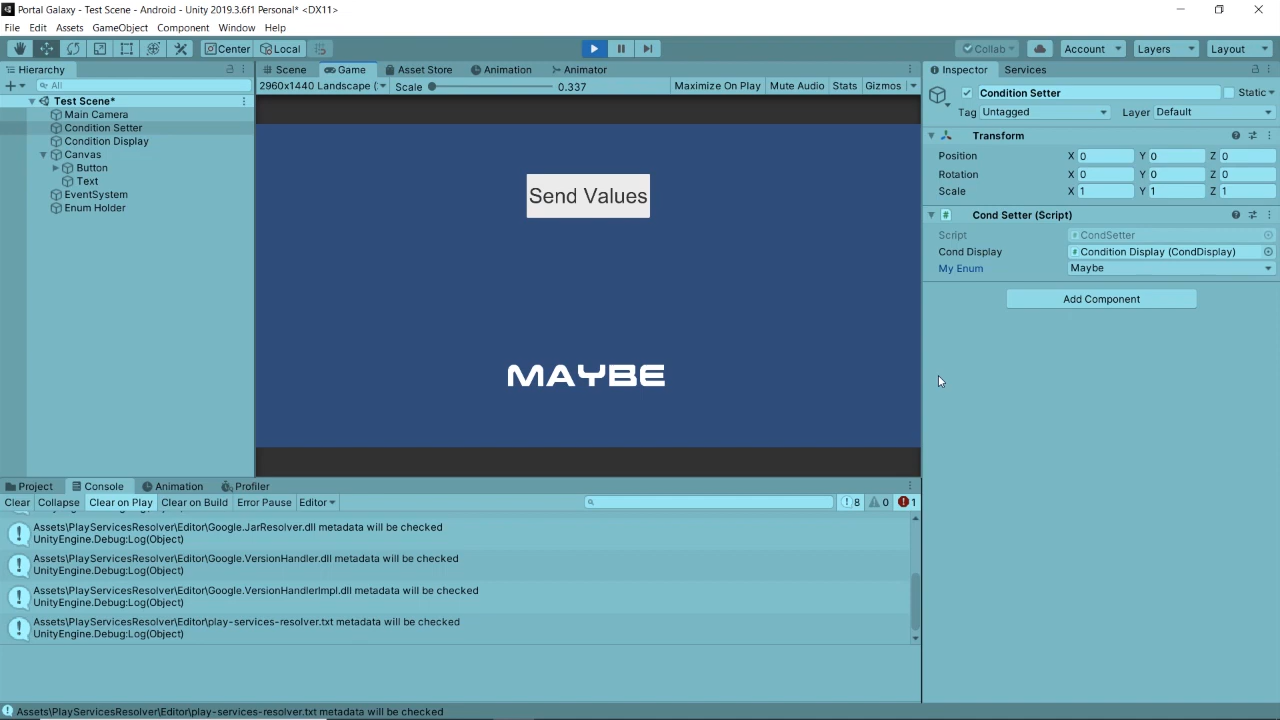 Portal Galaxy - Test Scene - Android - Unity 2019.3.6f1 Personal* <DX11>
File Edit Assets GameObject Component Window Help
Center Local Collab Account Layers Layout
Hierarchy
All
Test Scene*
Main Camera
Condition Setter
Condition Display
Canvas
Button
Text
EventSystem
Enum Holder
Scene Game Asset Store Animation Animator
2960x1440 Landscape ( Scale 0.337 Maximize On Play Mute Audio Stats Gizmos
Send Values
MAYBE
Inspector Services
Condition Setter Static
Tag Untagged Layer Default
Transform
Position X 0 Y 0 Z 0
Rotation X 0 Y 0 Z 0
Scale X 1 Y 1 Z 1
# Cond Setter (Script)
Script # CondSetter
Cond Display # Condition Display (CondDisplay)
My Enum Maybe
Add Component
Project Console Animation Profiler
Clear Collapse Clear on Play Clear on Build Error Pause Editor 8 0 1
Assets\PlayServicesResolver\Editor\Google.JarResolver.dll metadata will be checked
UnityEngine.Debug:Log(Object)
Assets\PlayServicesResolver\Editor\Google.VersionHandler.dll metadata will be checked
UnityEngine.Debug:Log(Object)
Assets\PlayServicesResolver\Editor\Google.VersionHandlerImpl.dll metadata will be checked
UnityEngine.Debug:Log(Object)
Assets\PlayServicesResolver\Editor\play-services-resolver.txt metadata will be checked
UnityEngine.Debug:Log(Object)
Assets\PlayServicesResolver\Editor\play-services-resolver.txt metadata will be checked